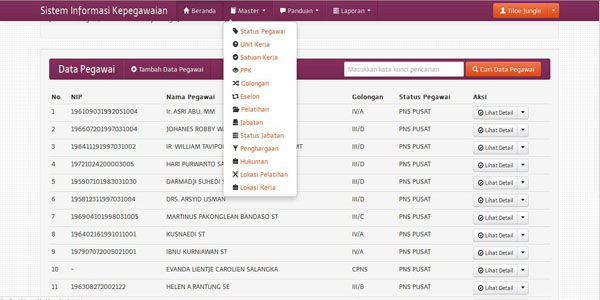 Sistem Informasi Kepegawaian Beranda Master Panduan Laporan Tiloe Jungle
Status Pegawai
Unit Kerja
Satuan Kerja
PPK
Golongan
Eselon
Pelatihan
Jabatan
Status Jabatan
Penghargaan
Hukuman
Lokasi Pelatihan
Lokasi Kerja
Data Pegawai Tambah Data Pegawai Masukkan kata kunci pencarian Cari Data Pegawai
No. NIP Nama Pegawai Golongan Status Pegawai Aksi
1 196109031992051004 Ir. ASRI ABU, MM IV/A PNS PUSAT Lihat Detail
2 196607201997031004 JOHANES ROBBY III/D PNS PUSAT Lihat Detail
3 196411191997031002 IR. WILLIAM MT III/D PNS PUSAT Lihat Detail
4 19721024200003005 HARI PURWANTO III/D PNS PUSAT Lihat Detail
5 195907101983031030 DARMADJI SUHEDI III/D PNS PUSAT Lihat Detail
6 195812311997031004 DRS. ARSYID USMAN III/D PNS PUSAT Lihat Detail
7 196904101998031005 MARTINUS PAKONGLEAN BANDASO ST III/C PNS PUSAT Lihat Detail
8 196402161991011001 KUSNAEDI ST IV/A PNS PUSAT Lihat Detail
9 197907072005021001 IBNU KURNIAWAN ST IV/A PNS PUSAT Lihat Detail
10 - EVANDA LIENTJE CAROLIEN SALANGKA CPNS PNS PUSAT Lihat Detail
11 196308272002122 HELEN A.RANTUNG SE III/B PNS PUSAT Lihat Detail